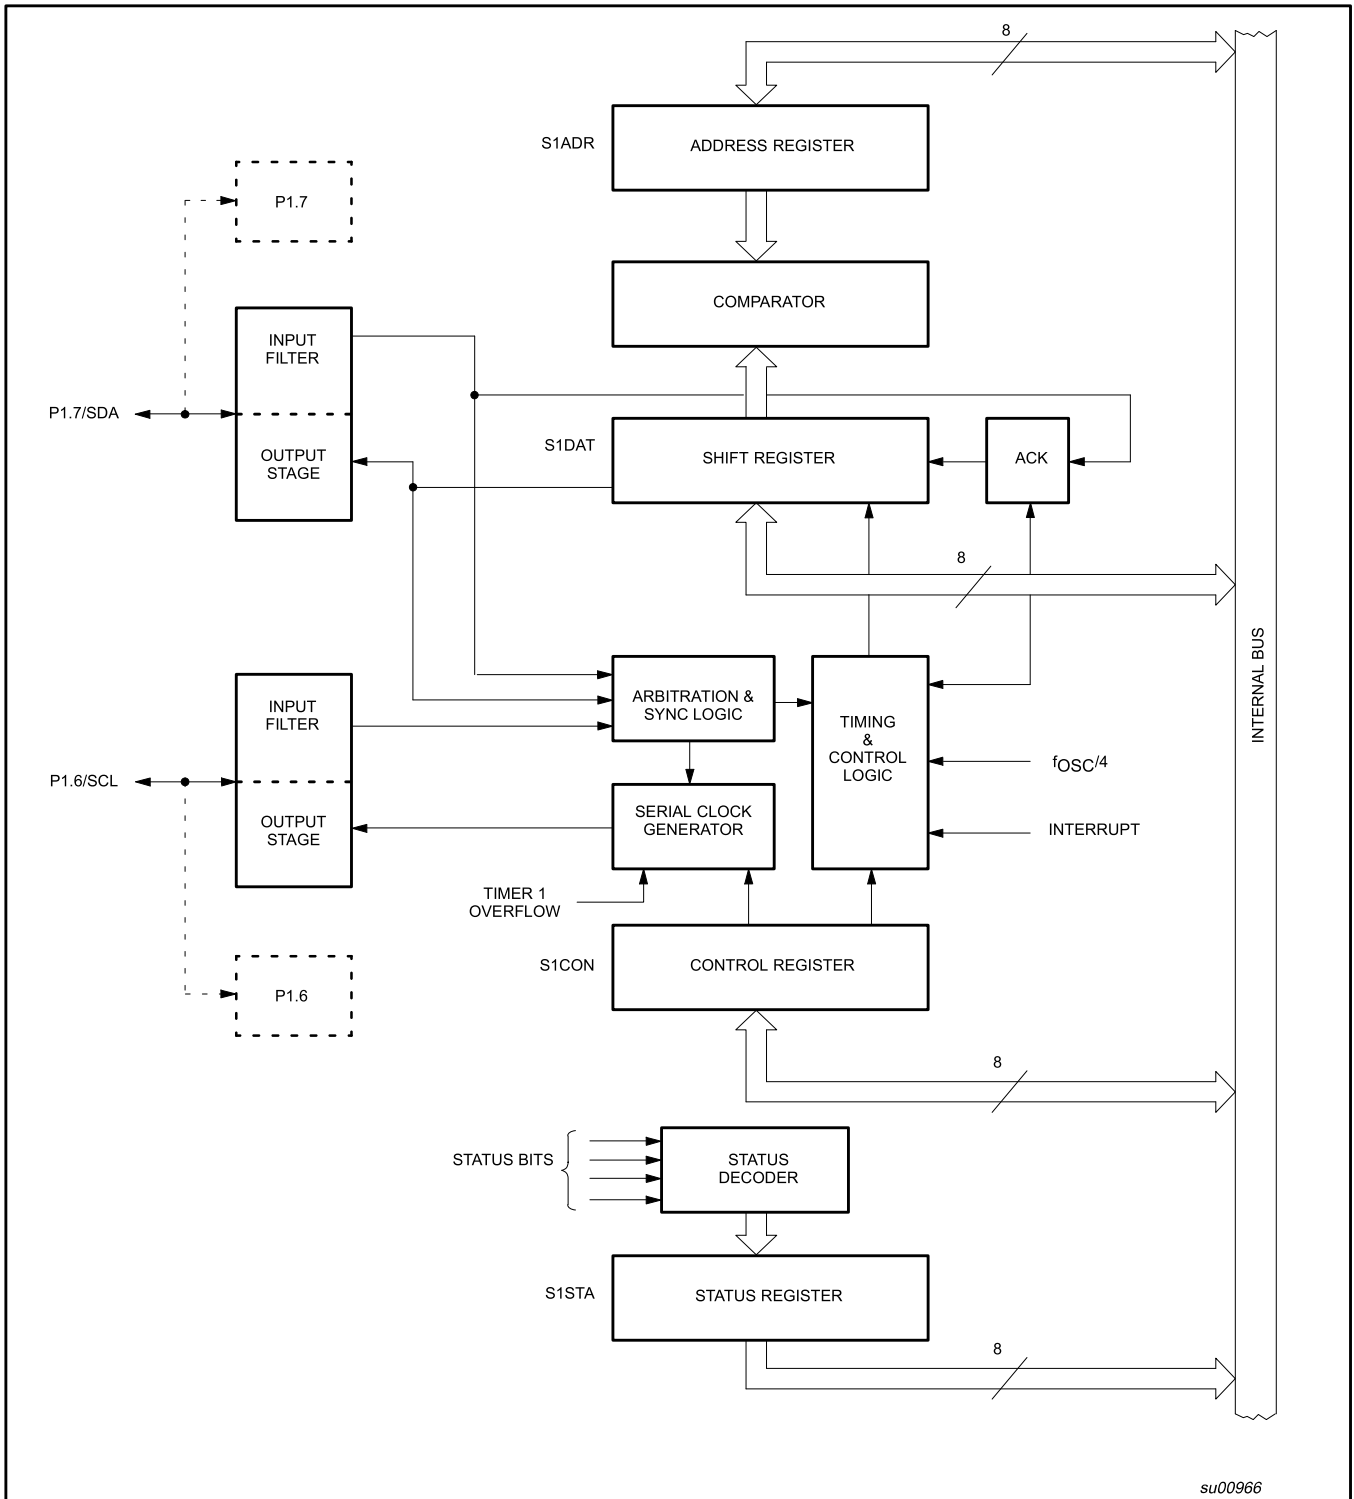 8
S1ADR
ADDRESS REGISTER
P1.7
COMPARATOR
INPUT
FILTER
P1.7/SDA
OUTPUT
STAGE
S1DAT
SHIFT REGISTER
ACK
8
INTERNAL BUS
INPUT
FILTER
ARBITRATION &
SYNC LOGIC
TIMING
&
CONTROL
LOGIC
fOSC/4
P1.6/SCL
OUTPUT
STAGE
SERIAL CLOCK
GENERATOR
INTERRUPT
TIMER 1
OVERFLOW
S1CON
CONTROL REGISTER
P1.6
8
STATUS BITS
STATUS
DECODER
S1STA
STATUS REGISTER
8
su00966